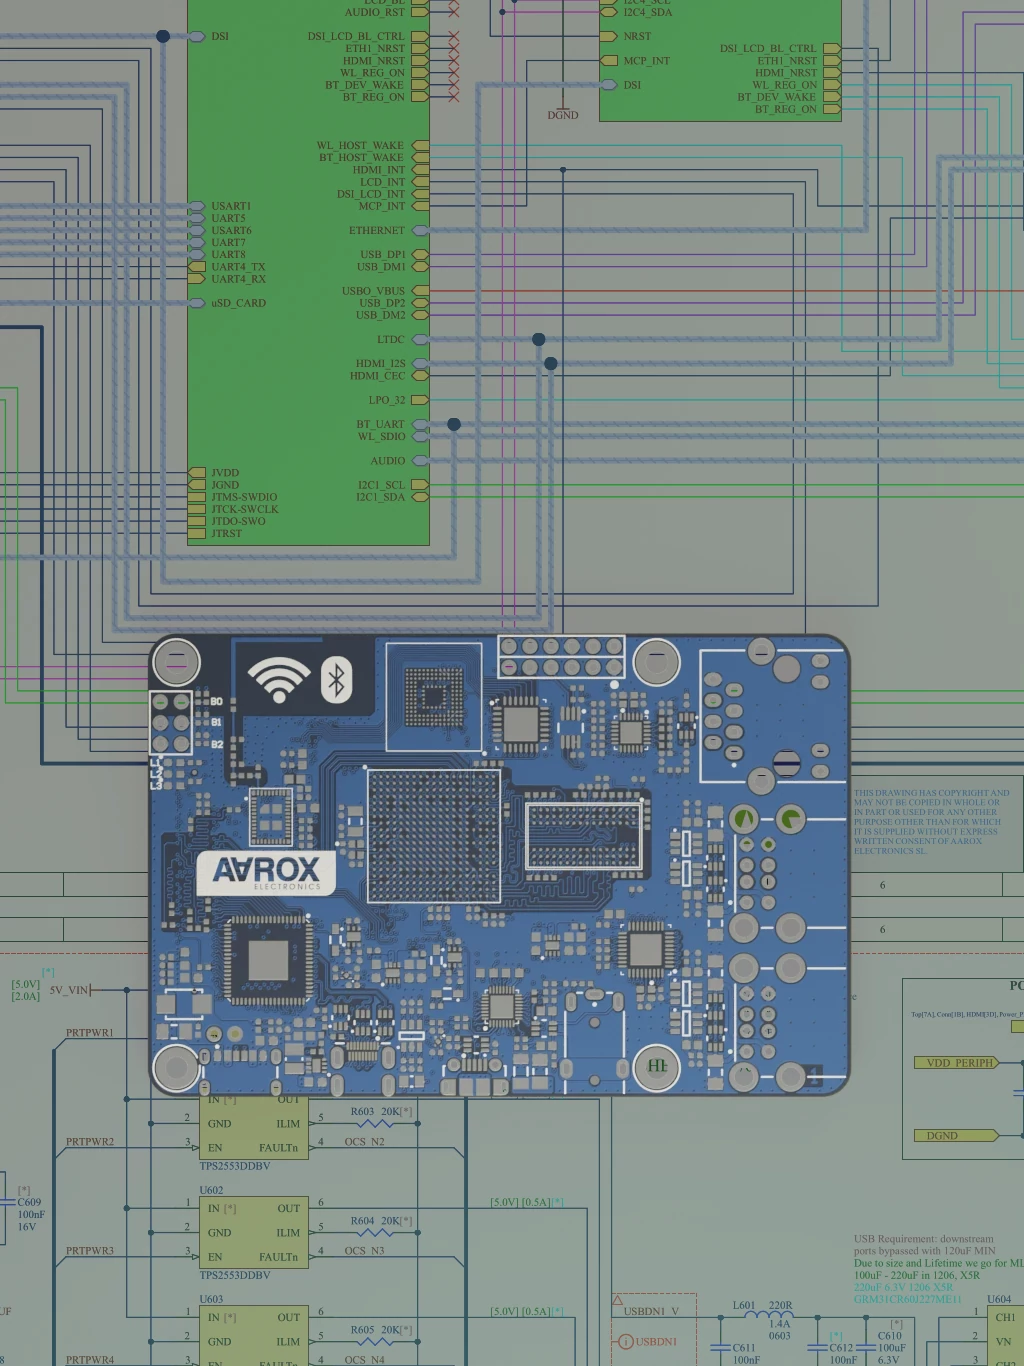 LCD_BL
AUDIO_RST
DSI
DSI_LCD_BL_CTRL
ETH1_NRST
HDMI_NRST
WL_REG_ON
BT_DEV_WAKE
BT_REG_ON
I2C4_SCL
I2C4_SDA
NRST
MCP_INT
DSI
DSI_LCD_BL_CTRL
ETH1_NRST
HDMI_NRST
WL_REG_ON
BT_DEV_WAKE
BT_REG_ON
DGND
WL_HOST_WAKE
BT_HOST_WAKE
HDMI_INT
LCD_INT
DSI_LCD_INT
MCP_INT
USART1
UART5
USART6
UART7
UART8
UART4_TX
UART4_RX
uSD_CARD
ETHERNET
USB_DP1
USB_DM1
USBO_VBUS
USB_DP2
USB_DM2
LTDC
HDMI_I2S
HDMI_CEC
LPO_32
BT_UART
WL_SDIO
AUDIO
I2C1_SCL
I2C1_SDA
JVDD
JGND
JTMS-SWDIO
JTCK-SWCLK
JTDO-SWO
JTRST
B0
B1
B2
AAROX
ELECTRONICS
THIS DRAWING HAS COPYRIGHT AND
MAY NOT BE COPIED IN WHOLE OR
IN PART OR USED FOR ANY OTHER
PURPOSE OTHER THAN FOR WHICH
IT IS SUPPLIED WITHOUT EXPRESS
WRITTEN CONSENT OF AAROX
ELECTRONICS SL.
6
6
[*]
[5.0V]
[2.0A]
5V_VIN
PRTPWR1
PO
Top[7A], Conn[3B], HDMI[3D], Power_P
VDD_PERIPH
DGND
IN [*] OUT
2 GND ILIM 5 R603 20K[*]
PRTPWR2 3 EN FAULTn 4 OCS_N2
TPS2553DDBV
U602
[*]
C609
100nF
16V
1 IN [*] OUT 6 [5.0V] [0.5A][*]
2 GND ILIM 5 R604 20K[*]
PRTPWR3 3 EN FAULTn 4 OCS_N3
TPS2553DDBV
U603
USB Requirement: downstream
ports bypassed with 120uF MIN
Due to size and Lifetime we go for ML
100uF - 220uF in 1206, X5R
220uF 6.3V 1206 X5R
GRM31CR60J227ME11
UF
1 IN [*] OUT 6 [5.0V] [0.5A][*]
2 GND ILIM 5 R605 20K[*]
PRTPWR4 3 EN FAULTn 4 OCS_N4
USBDN1_V
USBDN1
L601 220R
1.4A
0603
C611
100nF
[*]
C612
100nF
[*]
C610
100uF
6.3V
U604
1 CH1
2 VN
3